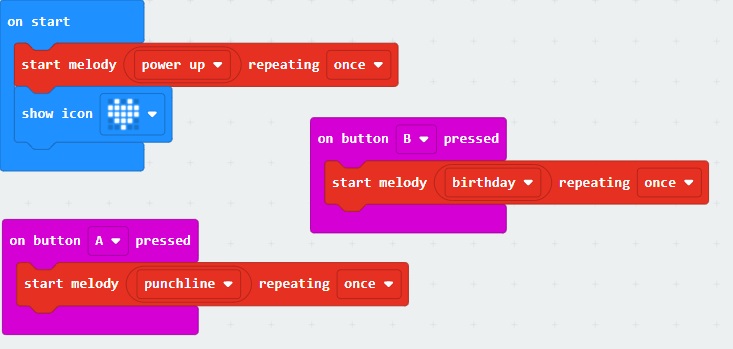 on start
start melody power up repeating once
show icon
on button B pressed
start melody birthday repeating once
on button A pressed
start melody punchline repeating once